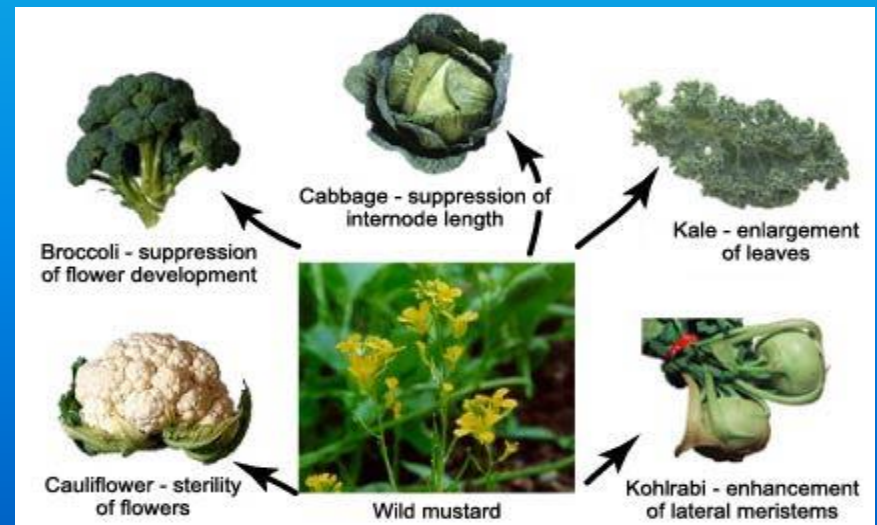 Cabbage - suppression of
internode length
Broccoli - suppression
of flower development
Kale - enlargement
of leaves
Cauliflower - sterility
of flowers
Wild mustard
Kohlrabi - enhancement
of lateral meristems